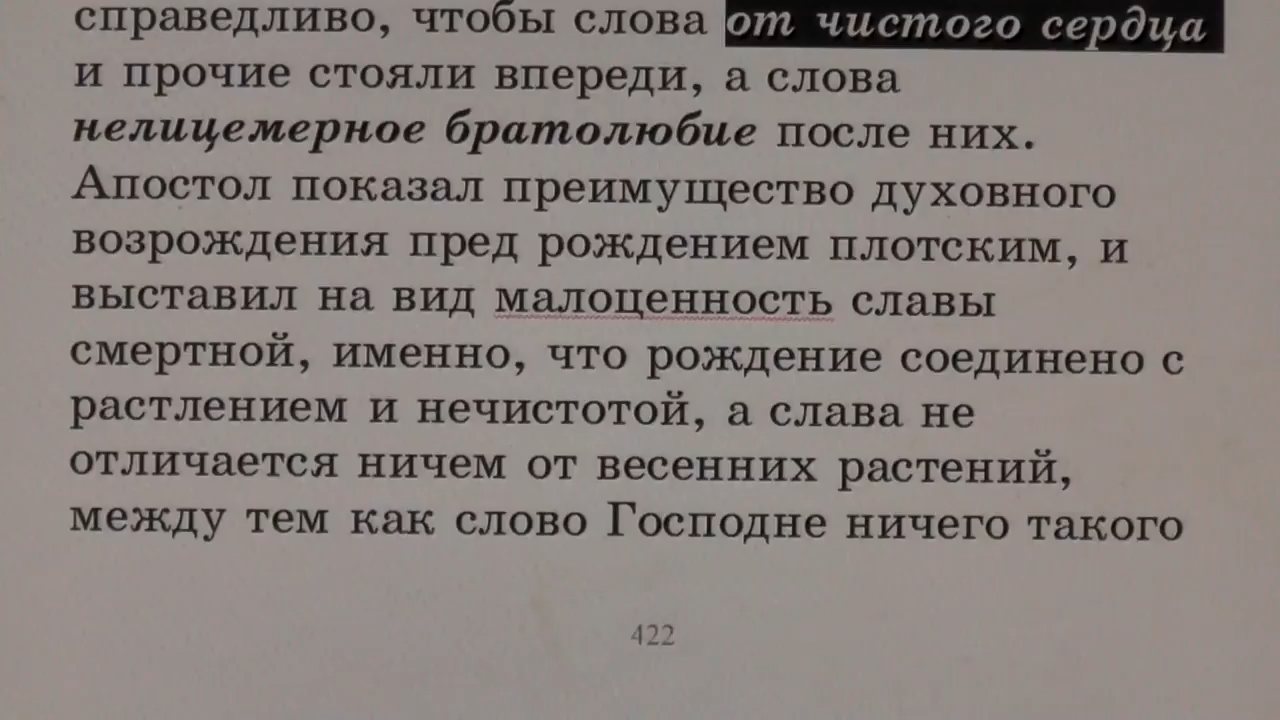 справедливо, чтобы слова от чистого сердца
и прочие стояли впереди, а слова
нелицемерное братолюбие после них.
Апостол показал преимущество духовного
возрождения пред рождением плотским, и
выставил на вид малоценность славы
смертной, именно, что рождение соединено с
растлением и нечистотой, а слава не
отличается ничем от весенних растений,
между тем как слово Господне ничего такого
422